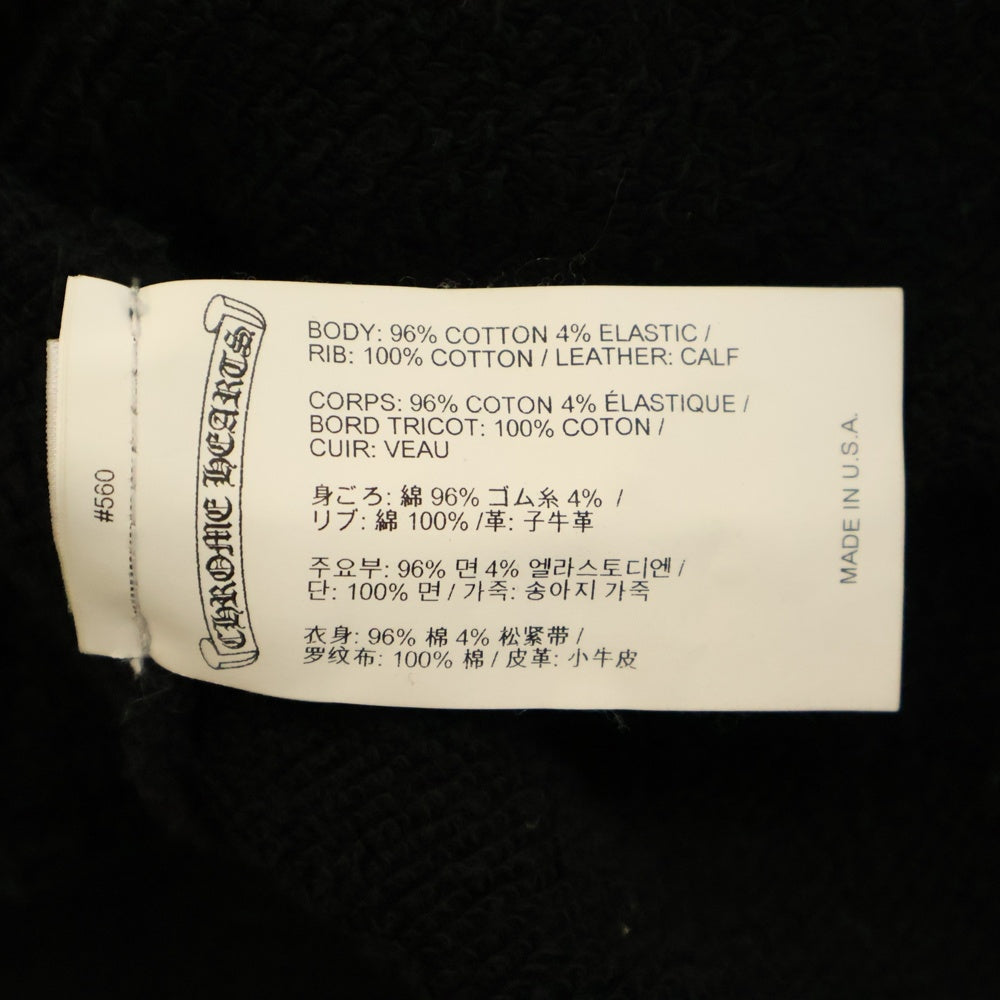 #560
CHROME HEARTS
BODY: 96% COTTON 4% ELASTIC /
RIB: 100% COTTON / LEATHER: CALF
CORPS: 96% COTON 4% ÉLASTIQUE /
BORD TRICOT: 100% COTON /
CUIR: VEAU
身ごろ: 綿 96% ゴム糸 4% /
リブ: 綿 100% /革: 子牛革
주요부: 96% 면 4% 엘라스토디엔 /
단: 100% 면 / 가죽: 송아지 가죽
衣身: 96% 棉 4% 松紧带 /
罗纹布: 100% 棉 / 皮革: 小牛皮
MADE IN U.S.A.